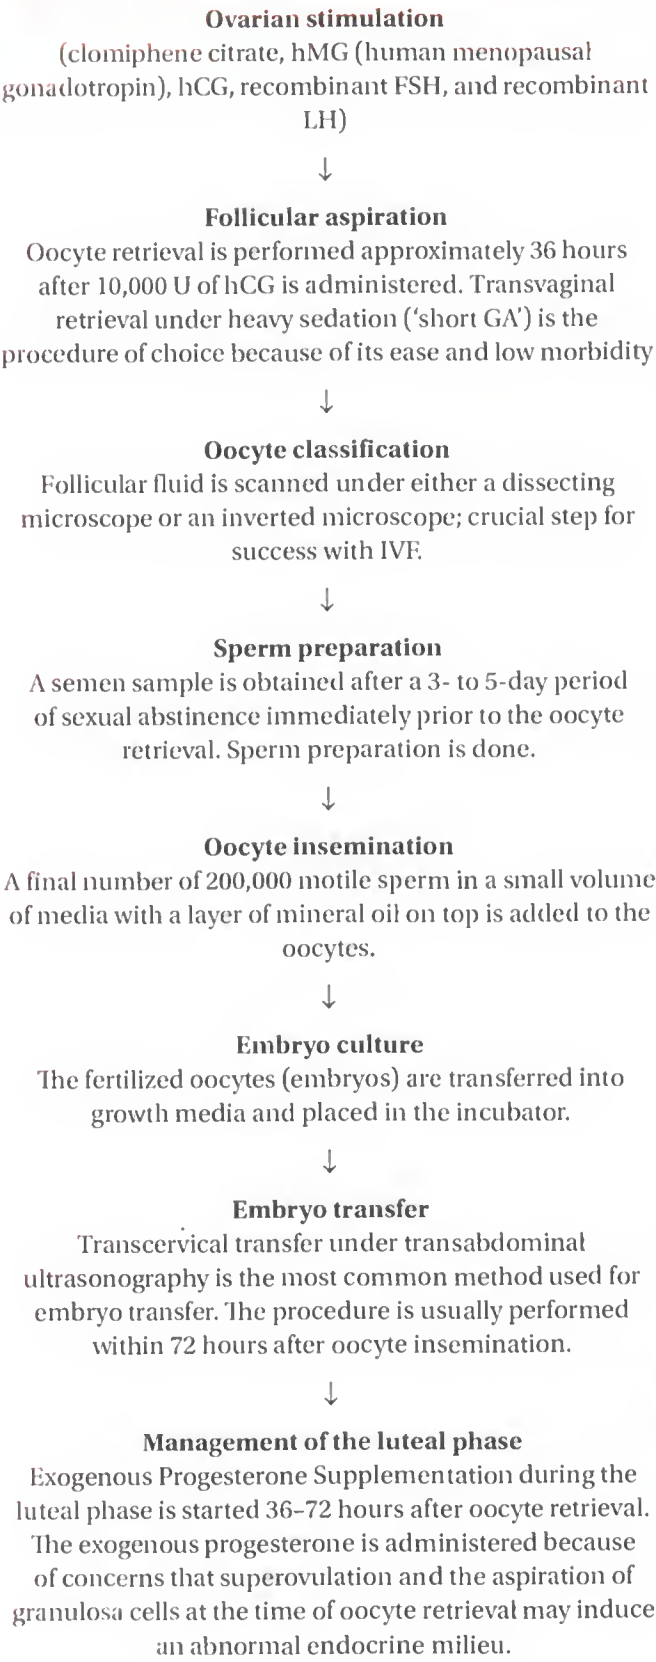 Ovarian stimulation
(clomiphene citrate, hMG (human menopausal
gonadotropin), hCG, recombinant FSH, and recombinant
LH)
↓
Follicular aspiration
Oocyte retrieval is performed approximately 36 hours
after 10,000 U of hCG is administered. Transvaginal
retrieval under heavy sedation (‘short GA’) is the
procedure of choice because of its ease and low morbidity
↓
Oocyte classification
Follicular fluid is scanned under either a dissecting
microscope or an inverted microscope; crucial step for
success with IVF.
↓
Sperm preparation
A semen sample is obtained after a 3- to 5-day period
of sexual abstinence immediately prior to the oocyte
retrieval. Sperm preparation is done.
↓
Oocyte insemination
A final number of 200,000 motile sperm in a small volume
of media with a layer of mineral oil on top is added to the
oocytes.
↓
Embryo culture
The fertilized oocytes (embryos) are transferred into
growth media and placed in the incubator.
↓
Embryo transfer
Transcervical transfer under transabdominal
ultrasonography is the most common method used for
embryo transfer. The procedure is usually performed
within 72 hours after oocyte insemination.
↓
Management of the luteal phase
Exogenous Progesterone Supplementation during the
luteal phase is started 36–72 hours after oocyte retrieval.
The exogenous progesterone is administered because
of concerns that superovulation and the aspiration of
granulosa cells at the time of oocyte retrieval may induce
an abnormal endocrine milieu.